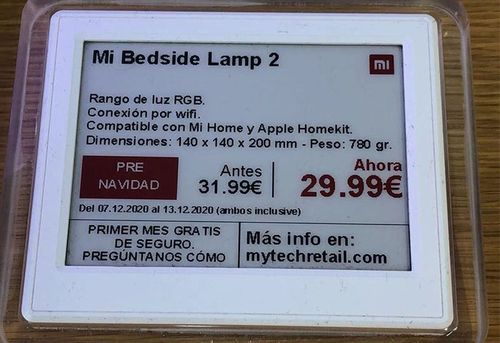 Mi Bedside Lamp 2
mi
Rango de luz RGB.
Conexión por wifi.
Compatible con Mi Home y Apple Homekit.
Dimensiones: 140 x 140 x 200 mm - Peso: 780 gr.
PRE
NAVIDAD
Antes
31.99€
Ahora
29.99€
Del 07.12.2020 al 13.12.2020 (ambos inclusive)
PRIMER MES GRATIS
DE SEGURO.
PREGÚNTANOS CÓMO
Más info en:
mytechretail.com